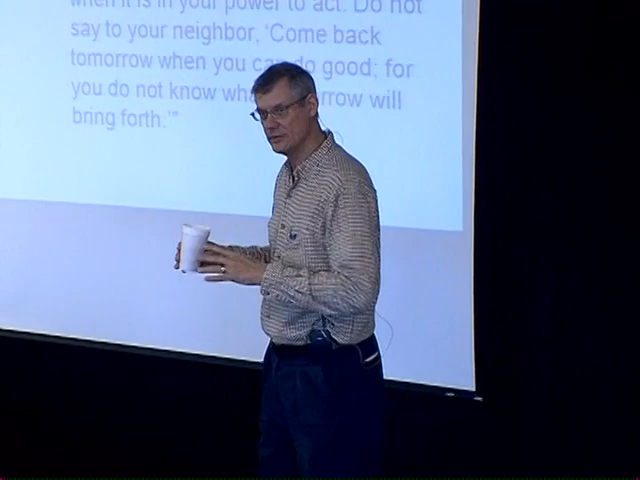 when it is in your power to act. Do not
say to your neighbor, ‘Come back
tomorrow when you can do good; for
you do not know what rrow will
bring forth.’”